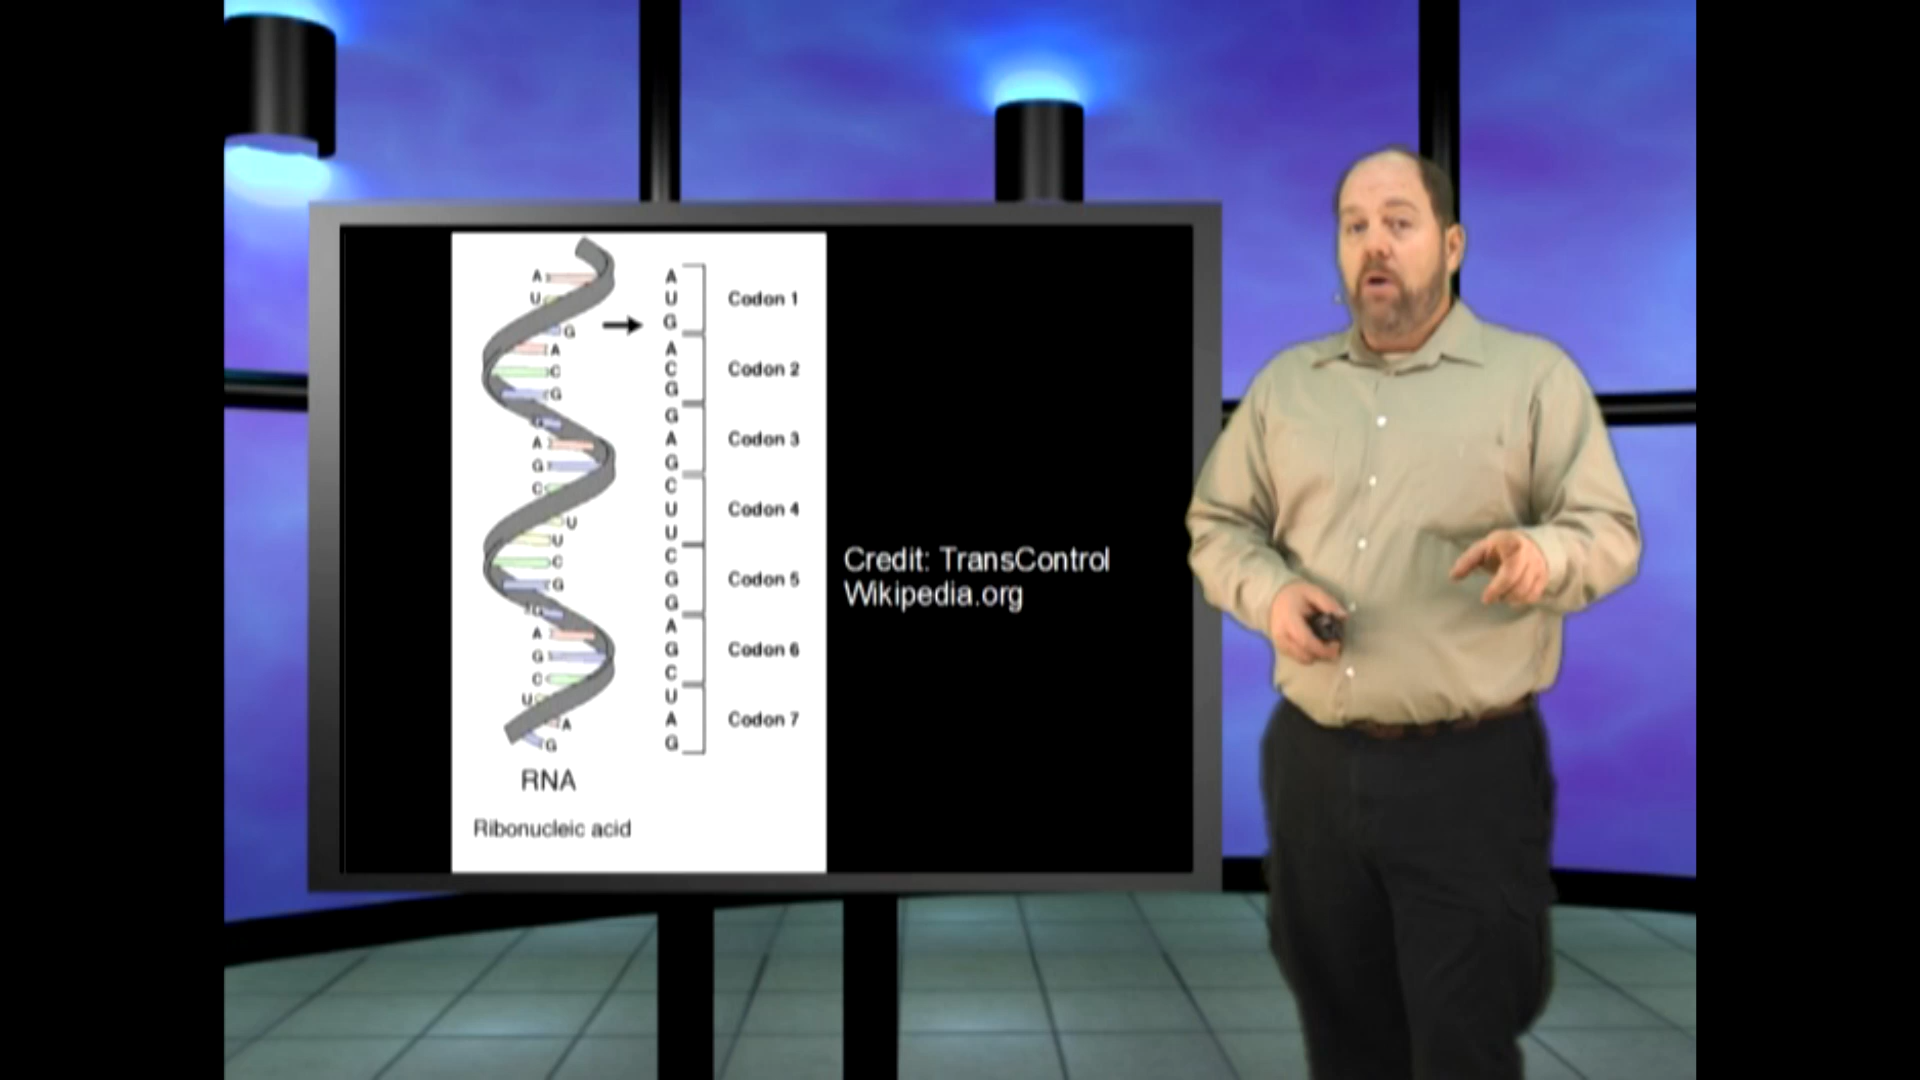 A
U
G
A
C
G
G
A
G
C
U
U
C
G
G
A
G
C
U
A
G
RNA
Ribonucleic acid
A
U
G
Codon 1
A
C
G
Codon 2
G
A
G
Codon 3
C
U
U
Codon 4
C
G
G
Codon 5
A
G
C
Codon 6
U
A
G
Codon 7
Credit: TransControl
Wikipedia.org